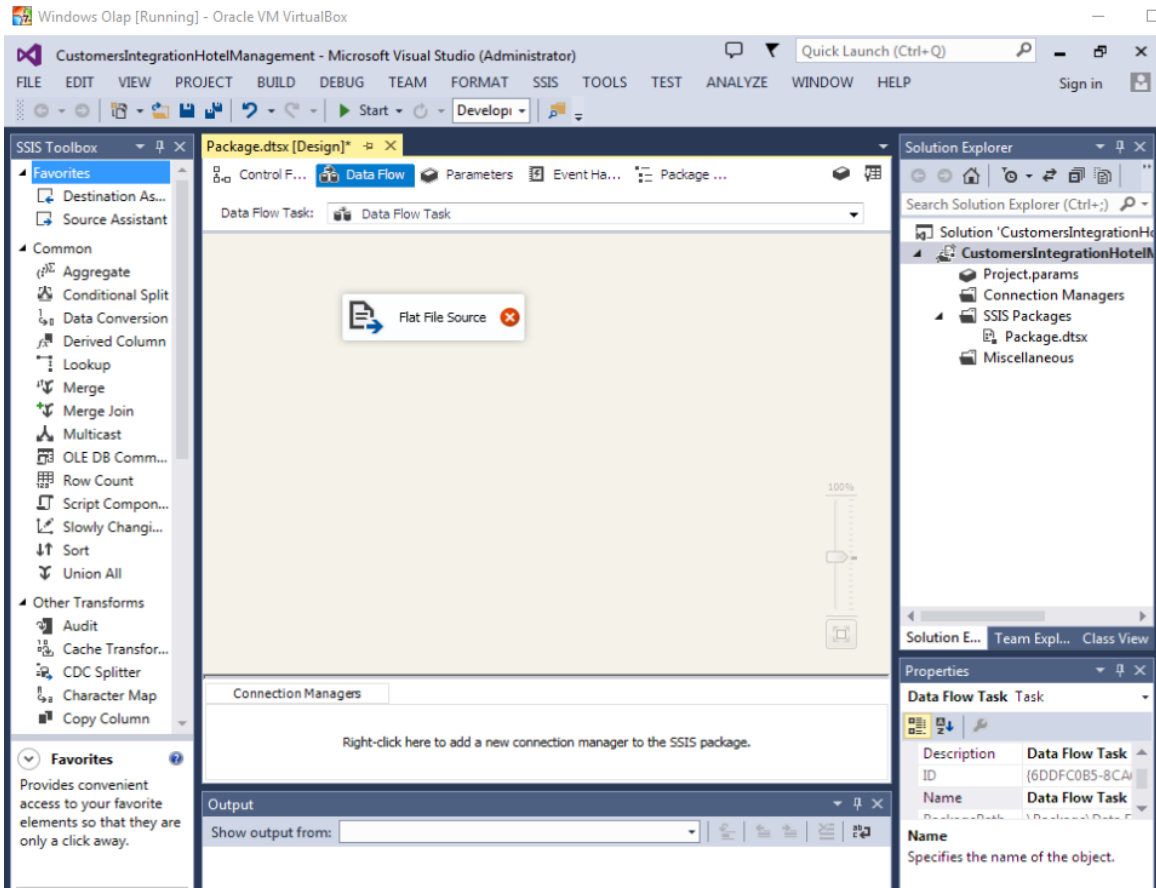 Windows Olap [Running] - Oracle VM VirtualBox
CustomersIntegrationHotelManagement - Microsoft Visual Studio (Administrator)
Quick Launch (Ctrl+Q)
FILE EDIT VIEW PROJECT BUILD DEBUG TEAM FORMAT SSIS TOOLS TEST ANALYZE WINDOW HELP
Sign in
Start
Developı
SSIS Toolbox
Favorites
Destination As...
Source Assistant
Common
Aggregate
Conditional Split
Data Conversion
Derived Column
Lookup
Merge
Merge Join
Multicast
OLE DB Comm...
Row Count
Script Compon...
Slowly Changi...
Sort
Union All
Other Transforms
Audit
Cache Transfor...
CDC Splitter
Character Map
Copy Column
Favorites
Provides convenient
access to your favorite
elements so that they are
only a click away.
Package.dtsx [Design]*
Control F... Data Flow Parameters Event Ha... Package ...
Data Flow Task: Data Flow Task
Flat File Source
100%
Connection Managers
Right-click here to add a new connection manager to the SSIS package.
Output
Show output from:
Solution Explorer
Search Solution Explorer (Ctrl+;)
Solution 'CustomersIntegrationHo
CustomersIntegrationHotelM
Project.params
Connection Managers
SSIS Packages
Package.dtsx
Miscellaneous
Solution E... Team Expl... Class View
Properties
Data Flow Task Task
Description Data Flow Task
ID {6DDFC0B5-8CA
Name Data Flow Task
Name
Specifies the name of the object.